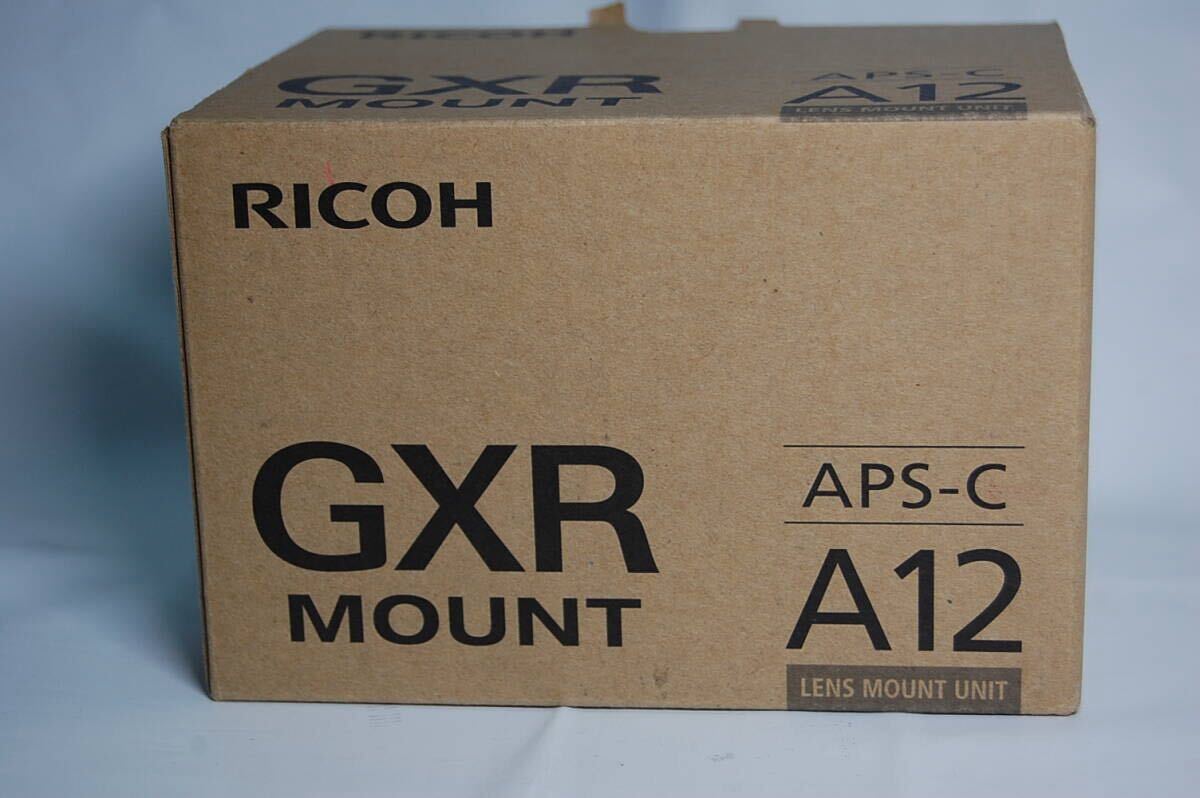 RICOH
GXR
MOUNT
APS-C
A12
LENS MOUNT UNIT
RICOH
GXR
MOUNT
APS-C
A12
LENS MOUNT UNIT